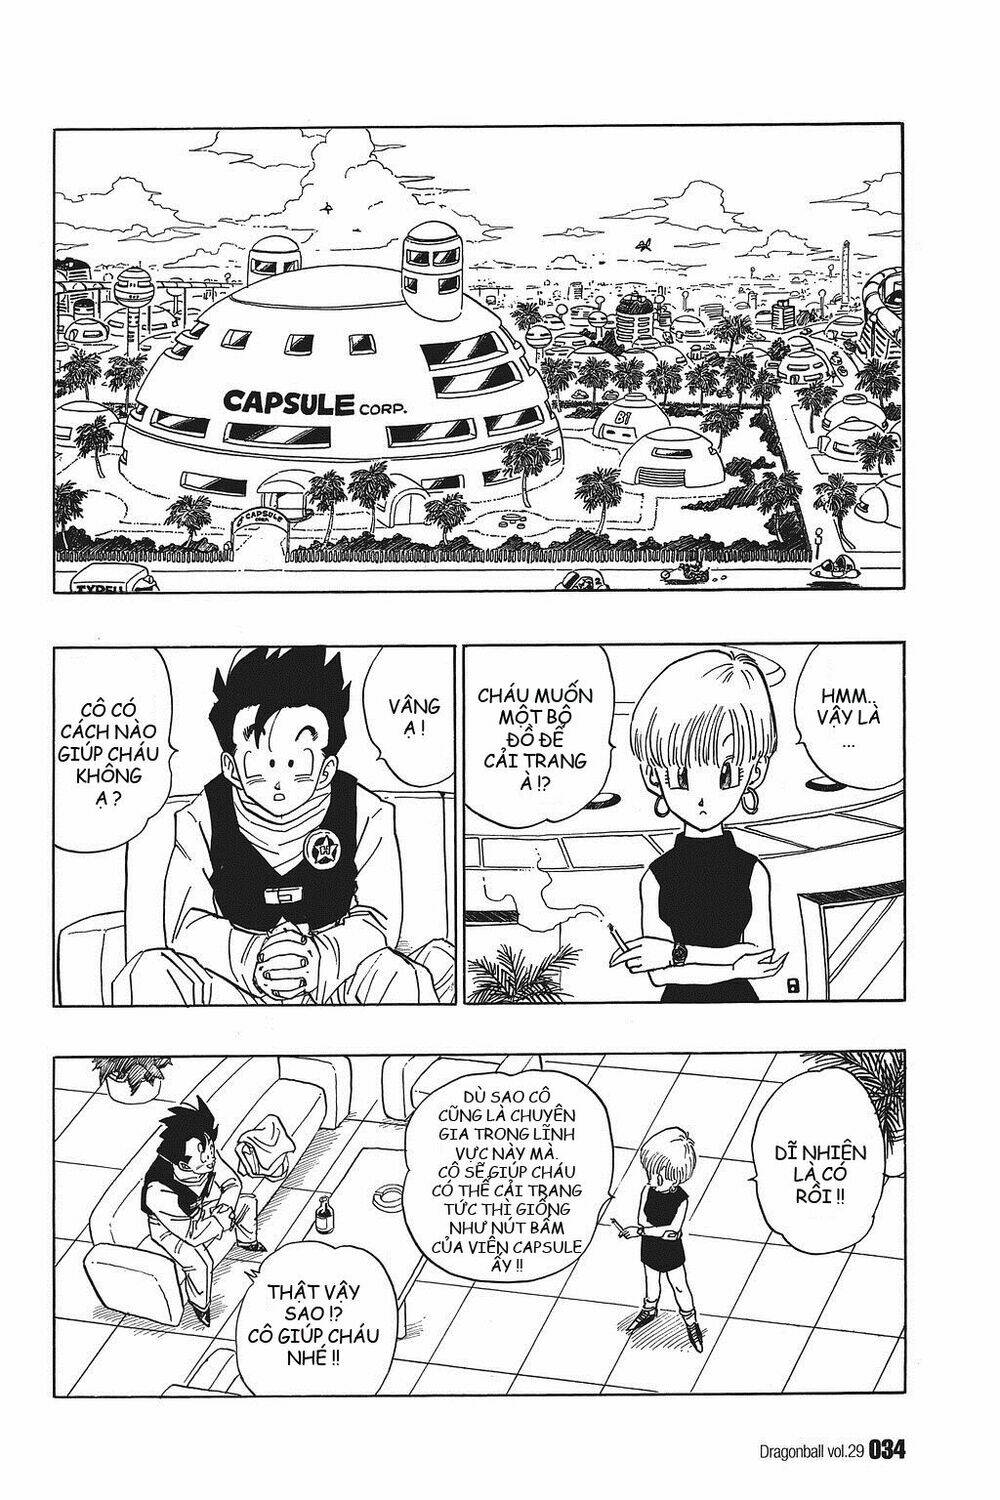 CAPSULE CORP.
Bi
CAPSULE
CORP.
HMM..
VẬY LÀ
...
CHÁU MUỐN
MỘT BỘ
ĐỒ ĐỂ
CẢI TRANG
À !?
VÂNG
Ạ !
CÔ CÓ
CÁCH NÀO
GIÚP CHÁU
KHÔNG
Ạ ?
DĨ NHIÊN
LÀ CÓ
RỒI !!
DÙ SAO CÔ
CŨNG LÀ CHUYÊN
GIA TRONG LĨNH
VỰC NÀY MÀ.
CÔ SẼ GIÚP CHÁU
CÓ THỂ CẢI TRANG
TỨC THÌ GIỐNG
NHƯ NÚT BẤM
CỦA VIÊN CAPSULE
ẤY !!
THẬT VẬY
SAO !?
CÔ GIÚP CHÁU
NHÉ !!
Dragonball vol.29 034